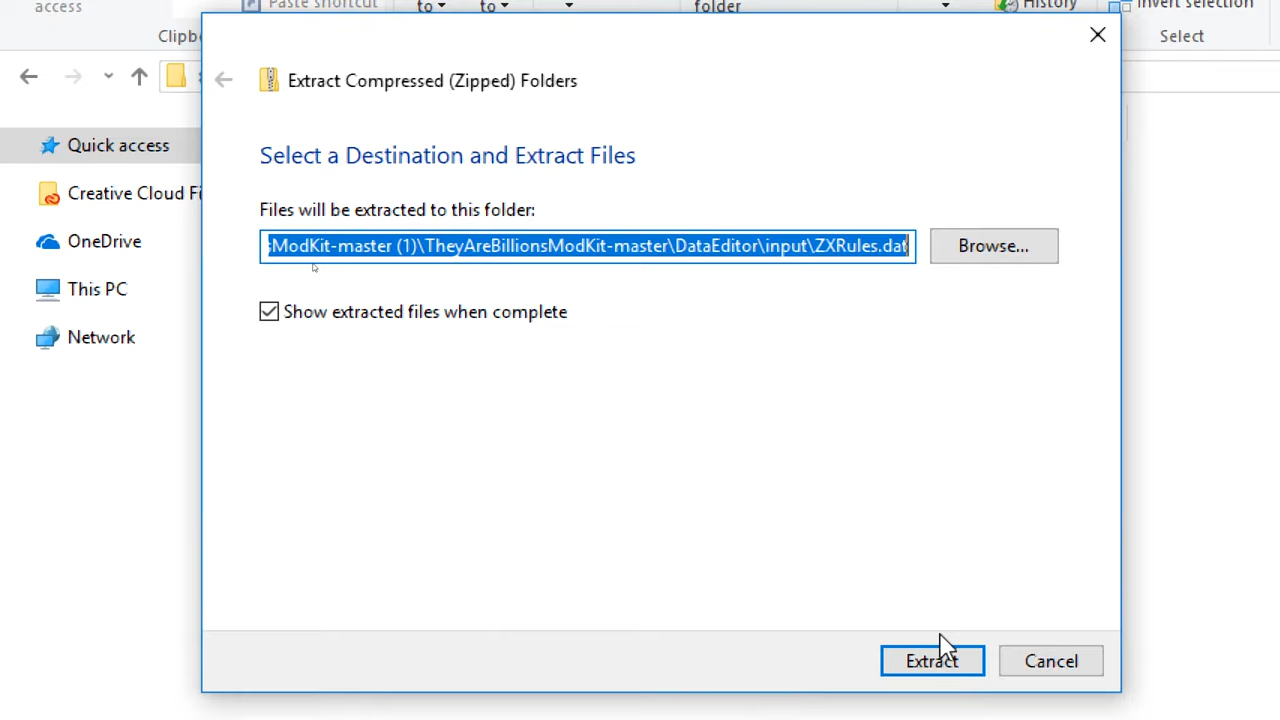 access
Paste shortcut
to
to
folder
History
Invert selection
Clipb
Select
Extract Compressed (Zipped) Folders
Quick access
Creative Cloud Fi
OneDrive
This PC
Network
Select a Destination and Extract Files
Files will be extracted to this folder:
sModKit-master (1)\TheyAreBillionsModKit-master\DataEditor\input\ZXRules.dat
Browse...
Show extracted files when complete
Extract
Cancel